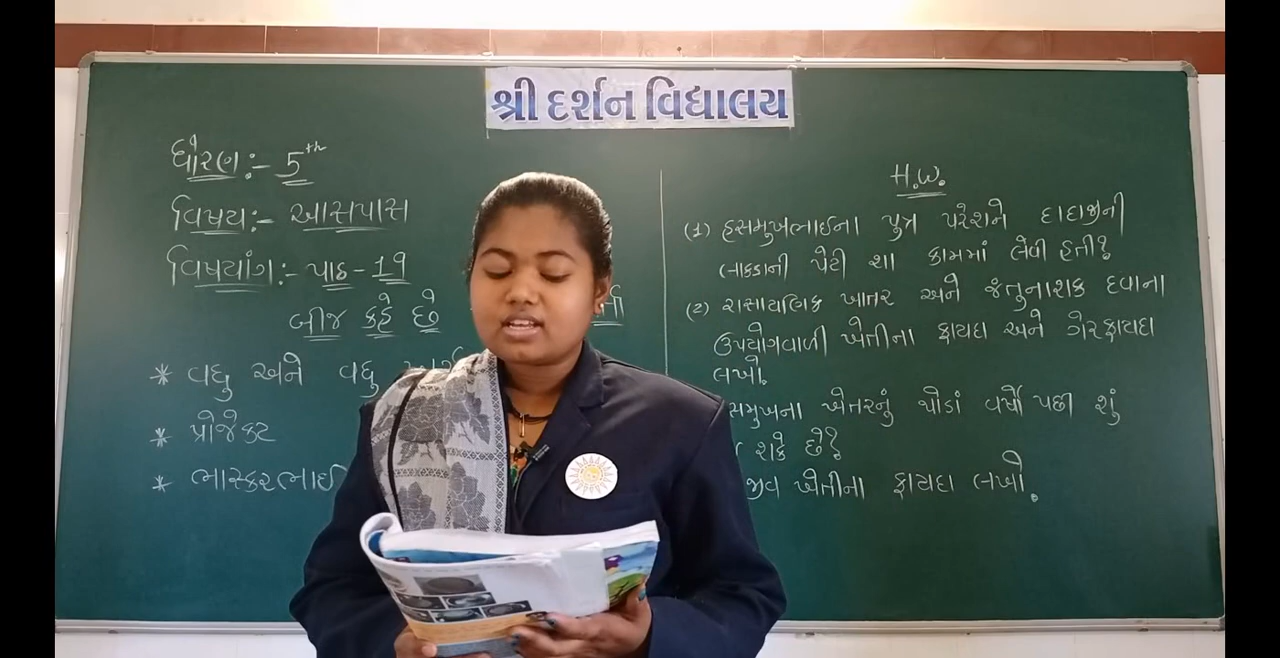 શ્રી દર્શન વિદ્યાલય
ધોરણ:- 5th
વિષય:- આસપાસ
વિષયાંગ:- પાઠ-19
બીજ કહે છે
* વધુ અને વધુ
* પ્રોજેકટ
* ભાસ્કરભાઈ
H.W.
(1) હસમુખભાઈના પુત્ર પરેશને દાદાજીની
લાકડાની પેટી શા કામમાં લેવી હતી?
(2) રાસાયણિક ખાતર અને જંતુનાશક દવાના
ઉપયોગવાળી ખેતીના ફાયદા અને ગેરફાયદા
લખો.
સમુખના ખેતરનું થોડાં વર્ષો પછી શું
શકે છે?
જીવ ખેતીના ફાયદા લખો.